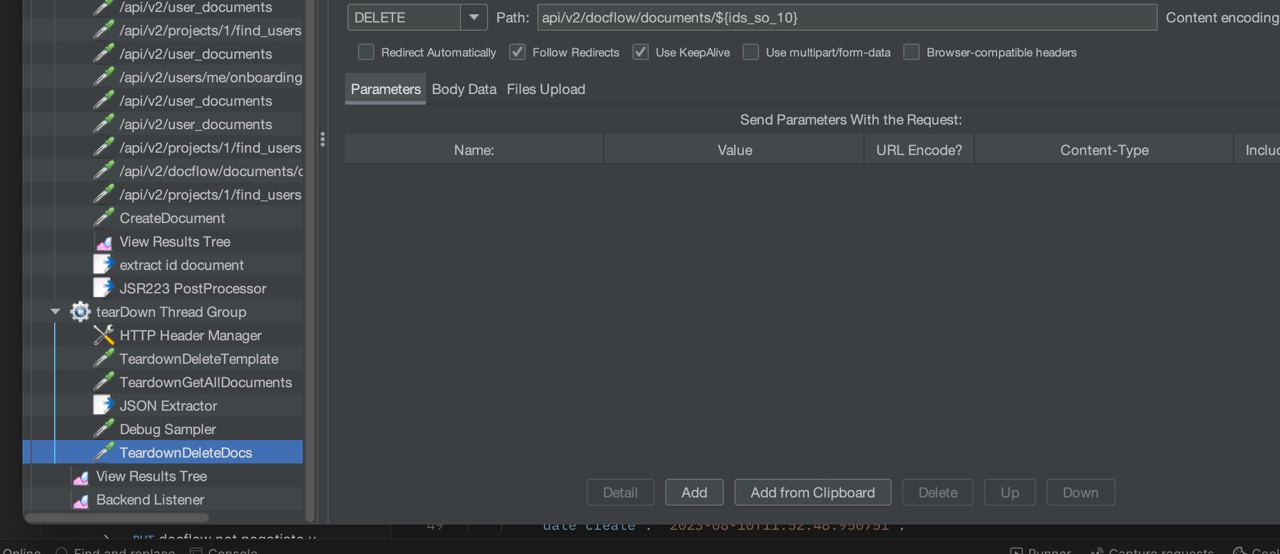 /api/v2/user_documents
/api/v2/projects/1/find_users
/api/v2/user_documents
/api/v2/users/me/onboarding
/api/v2/user_documents
/api/v2/user_documents
/api/v2/projects/1/find_users
/api/v2/docflow/documents/
/api/v2/projects/1/find_users
CreateDocument
View Results Tree
extract id document
JSR223 PostProcessor
tearDown Thread Group
HTTP Header Manager
TeardownDeleteTemplate
TeardownGetAllDocuments
JSON Extractor
Debug Sampler
TeardownDeleteDocs
View Results Tree
Backend Listener
DELETE Path: api/v2/docflow/documents/${ids_so_10} Content encoding
Redirect Automatically Follow Redirects Use KeepAlive Use multipart/form-data Browser-compatible headers
Parameters Body Data Files Upload
Send Parameters With the Request:
Name: Value URL Encode? Content-Type Inclu
Detail Add Add from Clipboard Delete Up Down
49 "date_create": "2023-08-10T11:52:48.950751",
PUT docflow not negotiate
Online Find and replace Console Runner Capture requests